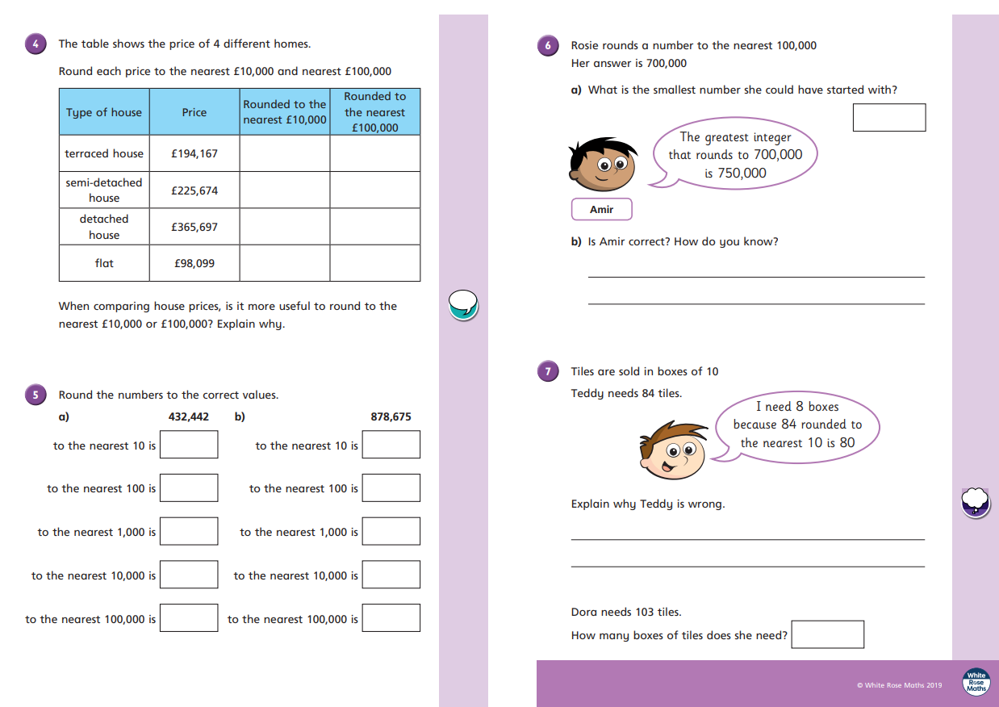 4
The table shows the price of 4 different homes.
Round each price to the nearest £10,000 and nearest £100,000
Type of house
Price
Rounded to the
nearest £10,000
Rounded to
the nearest
£100,000
terraced house
£194,167
semi-detached
house
£225,674
detached
house
£365,697
flat
£98,099
When comparing house prices, is it more useful to round to the
nearest £10,000 or £100,000? Explain why.
5
Round the numbers to the correct values.
a)
432,442
to the nearest 10 is
to the nearest 100 is
to the nearest 1,000 is
to the nearest 10,000 is
to the nearest 100,000 is
b)
878,675
to the nearest 10 is
to the nearest 100 is
to the nearest 1,000 is
to the nearest 10,000 is
to the nearest 100,000 is
6
Rosie rounds a number to the nearest 100,000
Her answer is 700,000
a) What is the smallest number she could have started with?
The greatest integer
that rounds to 700,000
is 750,000
Amir
b) Is Amir correct? How do you know?
7
Tiles are sold in boxes of 10
Teddy needs 84 tiles.
I need 8 boxes
because 84 rounded to
the nearest 10 is 80
Explain why Teddy is wrong.
Dora needs 103 tiles.
How many boxes of tiles does she need?
© White Rose Maths 2019
White
Rose
Maths